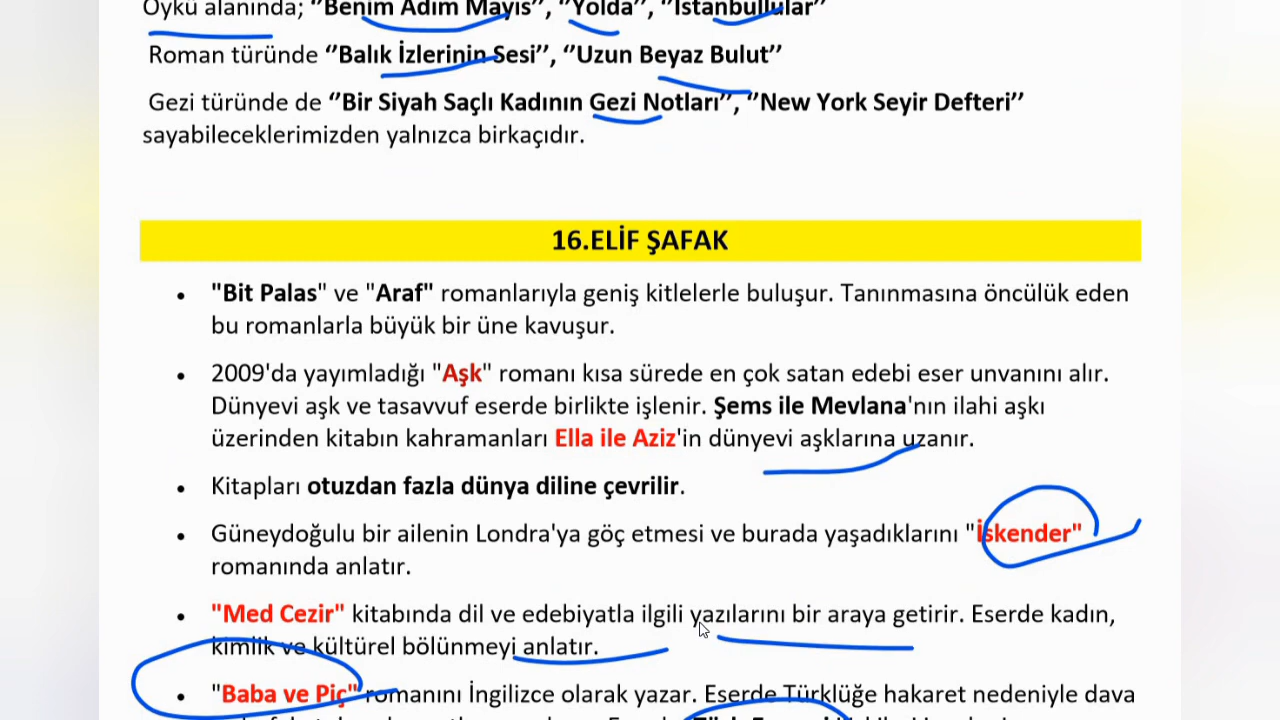 Öykü alanında; ‘’Benim Adım Mayıs’’, ‘’Yolda’’, ‘’İstanbullular’’
Roman türünde ‘’Balık İzlerinin Sesi’’, ‘’Uzun Beyaz Bulut’’
Gezi türünde de ‘’Bir Siyah Saçlı Kadının Gezi Notları’’, ‘’New York Seyir Defteri’’
sayabileceklerimizden yalnızca birkaçıdır.
16.ELİF ŞAFAK
• "Bit Palas" ve "Araf" romanlarıyla geniş kitlelerle buluşur. Tanınmasına öncülük eden
bu romanlarla büyük bir üne kavuşur.
• 2009'da yayımladığı "Aşk" romanı kısa sürede en çok satan edebi eser unvanını alır.
Dünyevi aşk ve tasavvuf eserde birlikte işlenir. Şems ile Mevlana'nın ilahi aşkı
üzerinden kitabın kahramanları Ella ile Aziz'in dünyevi aşklarına uzanır.
• Kitapları otuzdan fazla dünya diline çevrilir.
• Güneydoğulu bir ailenin Londra'ya göç etmesi ve burada yaşadıklarını "İskender"
romanında anlatır.
• "Med Cezir" kitabında dil ve edebiyatla ilgili yazılarını bir araya getirir. Eserde kadın,
kimlik ve kültürel bölünmeyi anlatır.
• "Baba ve Piç" romanını İngilizce olarak yazar. Eserde Türklüğe hakaret nedeniyle dava